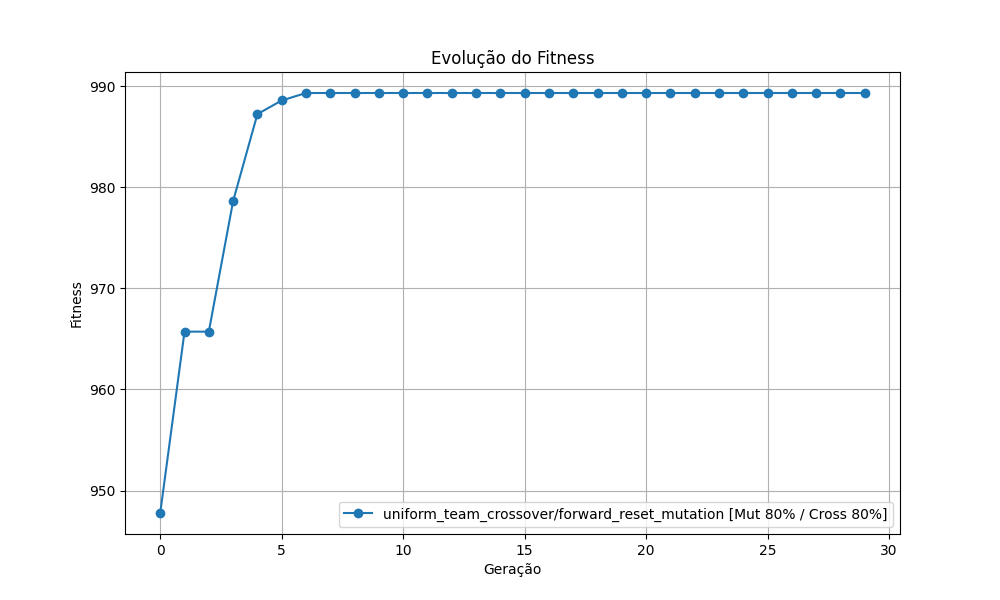 Evolução do Fitness
Fitness
990
980
970
960
950
uniform_team_crossover/forward_reset_mutation [Mut 80% / Cross 80%]
0 5 10 15 20 25 30
Geração